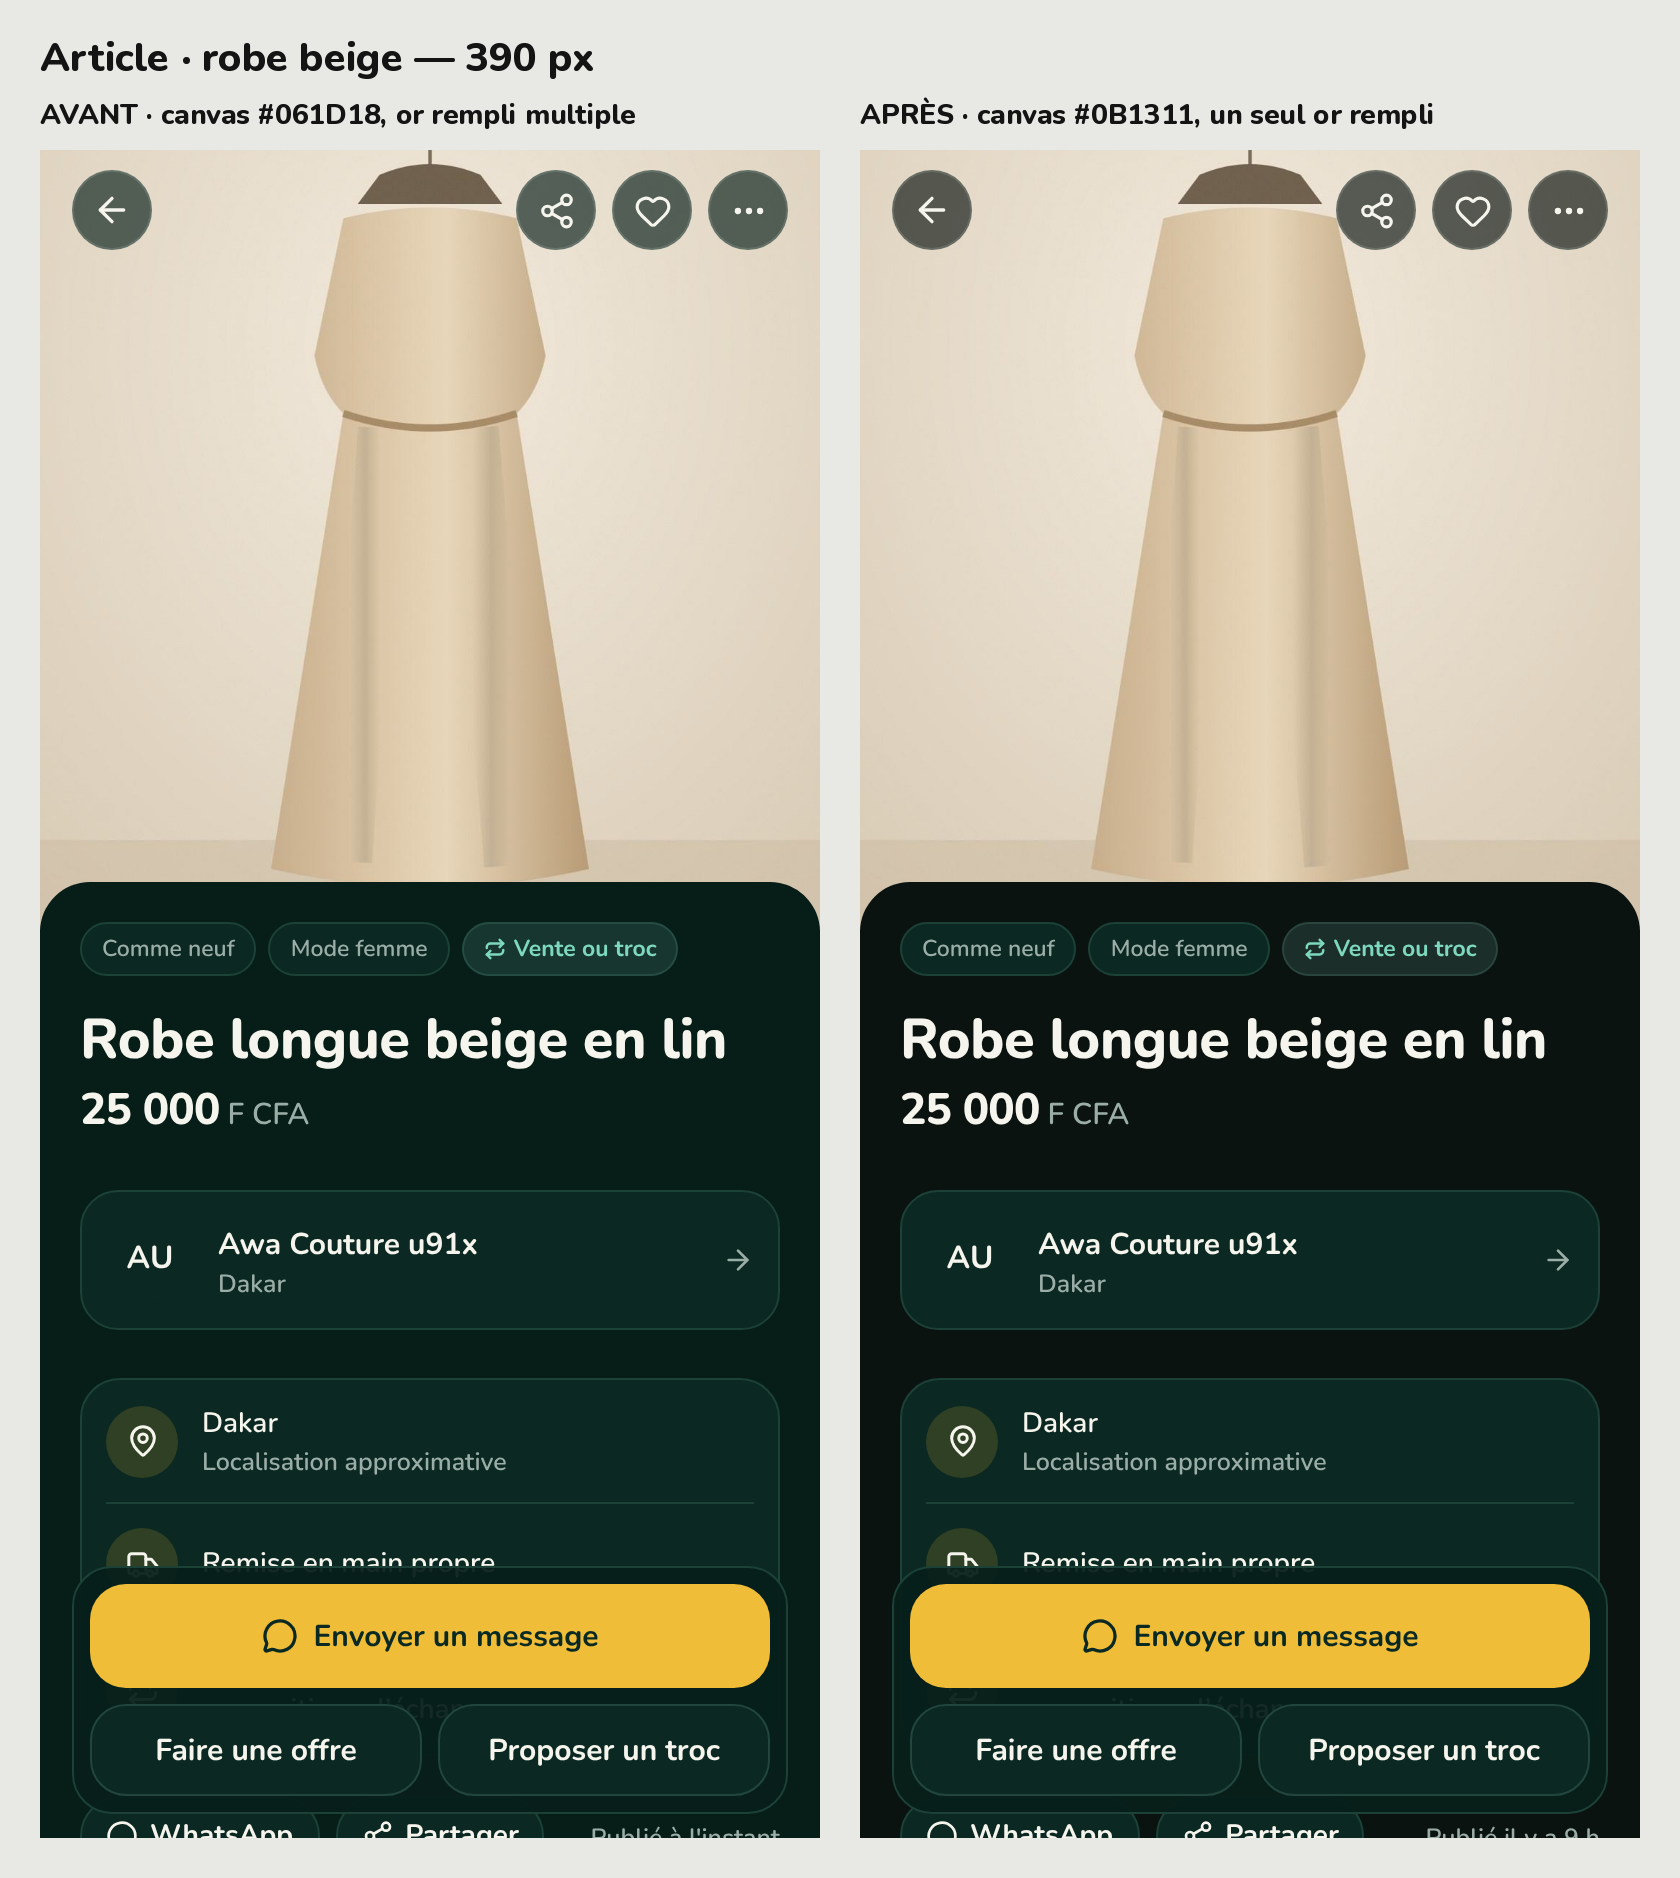 Article · robe beige — 390 px
AVANT · canvas #061D18, or rempli multiple
Comme neuf
Mode femme
Vente ou troc
Robe longue beige en lin
25 000 F CFA
AU
Awa Couture u91x
Dakar
Dakar
Localisation approximative
Remise en main propre
Envoyer un message
Faire une offre
Proposer un troc
WhatsApp
Partager
Publié à l'instant
APRÈS · canvas #0B1311, un seul or rempli
Comme neuf
Mode femme
Vente ou troc
Robe longue beige en lin
25 000 F CFA
AU
Awa Couture u91x
Dakar
Dakar
Localisation approximative
Remise en main propre
Envoyer un message
Faire une offre
Proposer un troc
WhatsApp
Partager
Publié il y a 9 h